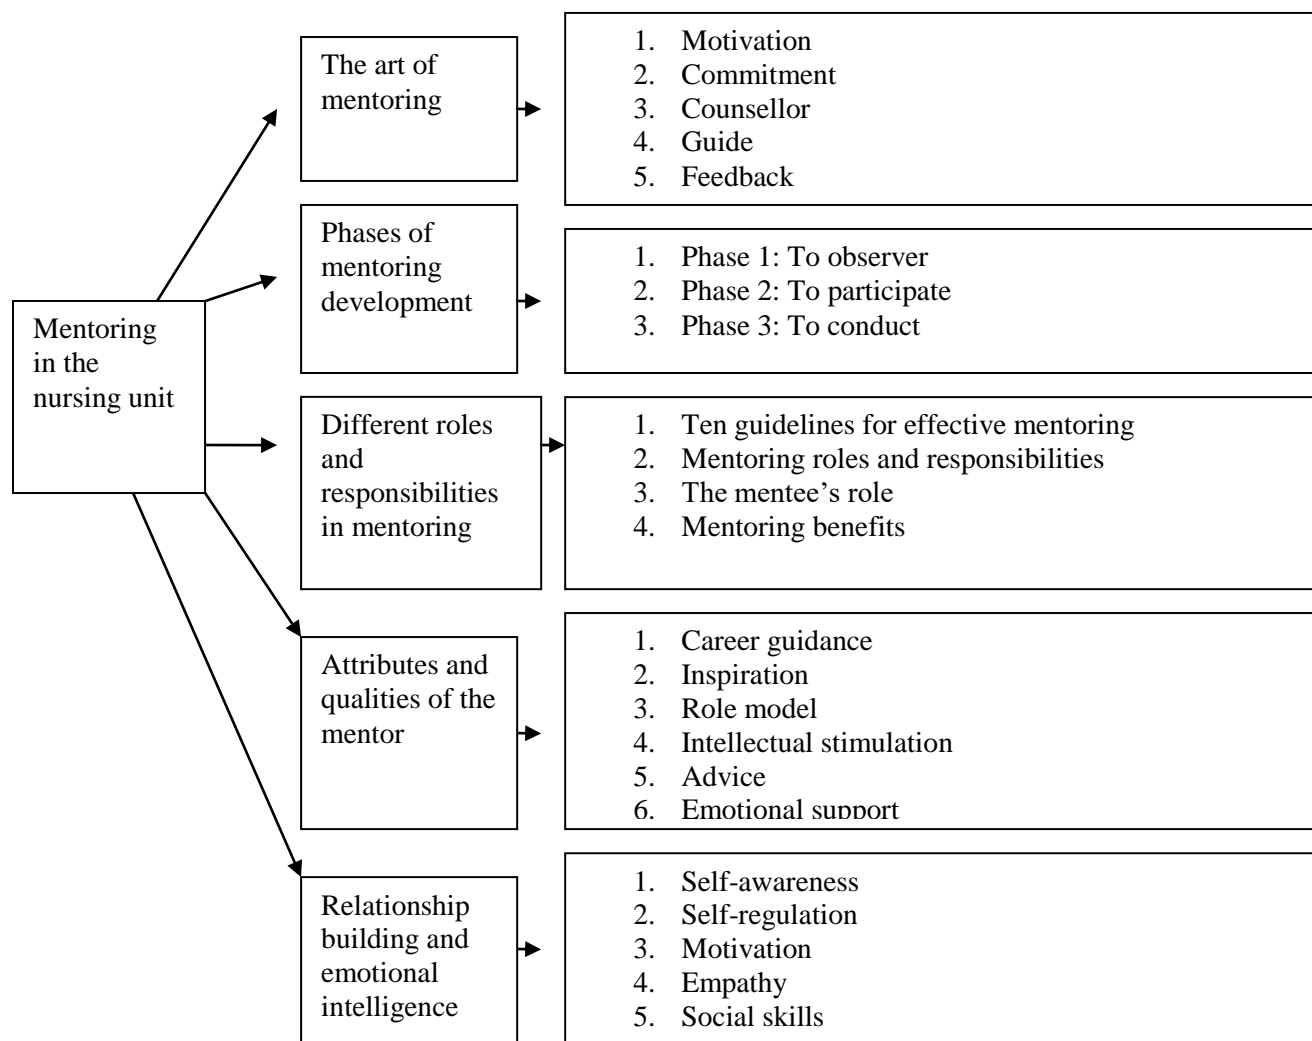 The art of
mentoring
1. Motivation
2. Commitment
3. Counsellor
4. Guide
5. Feedback
Phases of
mentoring
development
1. Phase 1: To observer
2. Phase 2: To participate
3. Phase 3: To conduct
Mentoring
in the
nursing unit
Different roles
and
responsibilities
in mentoring
1. Ten guidelines for effective mentoring
2. Mentoring roles and responsibilities
3. The mentee’s role
4. Mentoring benefits
Attributes and
qualities of the
mentor
1. Career guidance
2. Inspiration
3. Role model
4. Intellectual stimulation
5. Advice
6. Emotional support
Relationship
building and
emotional
intelligence
1. Self-awareness
2. Self-regulation
3. Motivation
4. Empathy
5. Social skills